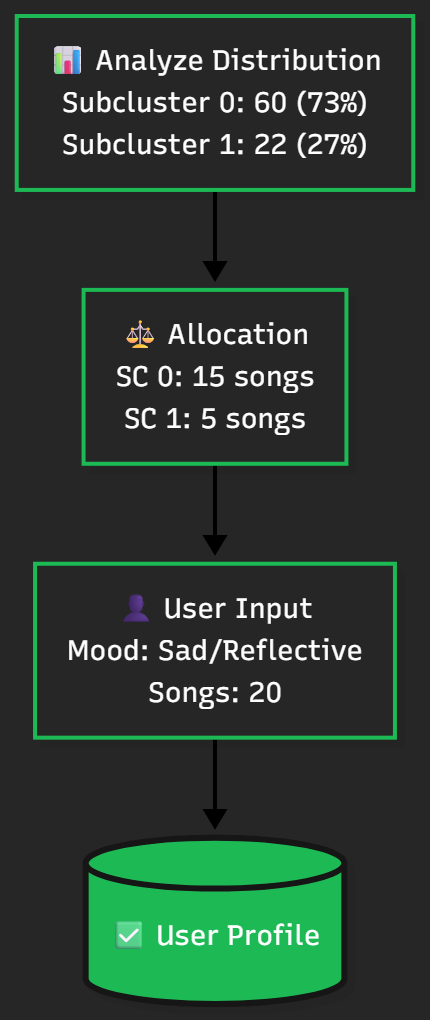 📊 Analyze Distribution
Subcluster 0: 60 (73%)
Subcluster 1: 22 (27%)
⚖️ Allocation
SC 0: 15 songs
SC 1: 5 songs
👤 User Input
Mood: Sad/Reflective
Songs: 20
✅ User Profile